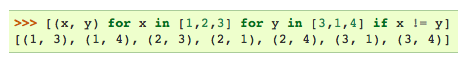 >>> [(x, y) for x in [1,2,3] for y in [3,1,4] if x != y]
[(1, 3), (1, 4), (2, 3), (2, 1), (2, 4), (3, 1), (3, 4)]